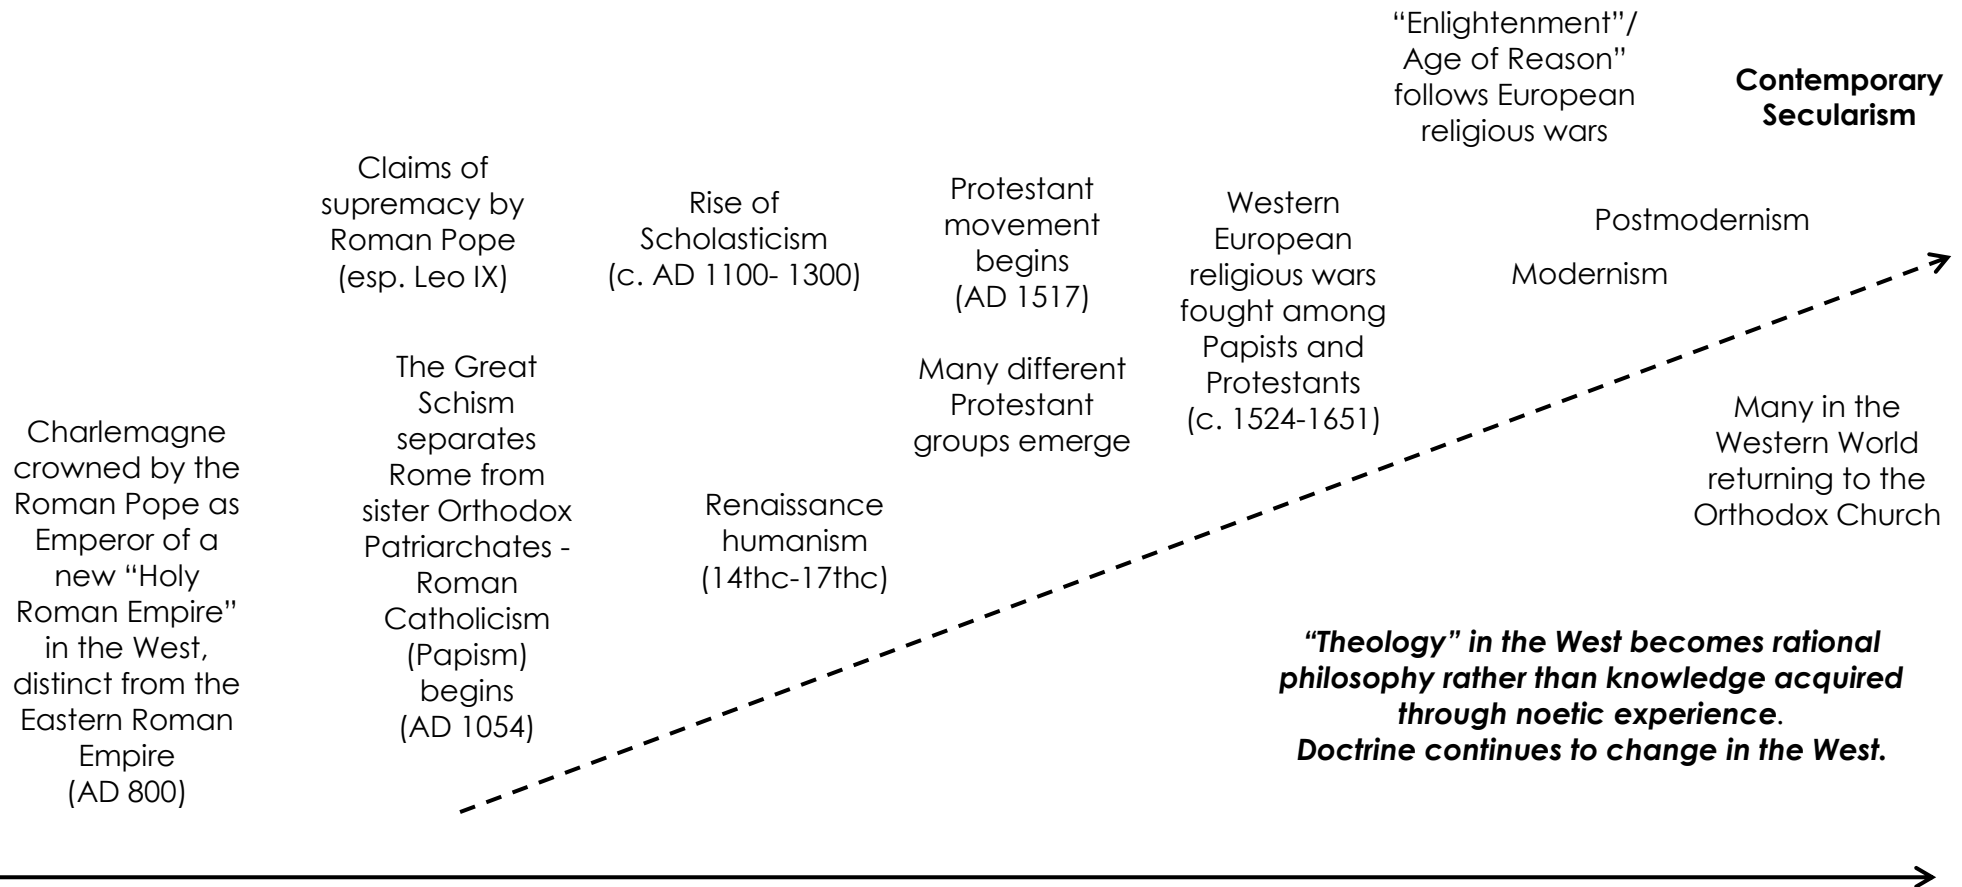 Charlemagne
crowned by the
Roman Pope as
Emperor of a
new “Holy
Roman Empire”
in the West,
distinct from the
Eastern Roman
Empire
(AD 800)
Claims of
supremacy by
Roman Pope
(esp. Leo IX)
The Great
Schism
separates
Rome from
sister Orthodox
Patriarchates -
Roman
Catholicism
(Papism)
begins
(AD 1054)
Rise of
Scholasticism
(c. AD 1100- 1300)
Renaissance
humanism
(14thc-17thc)
Protestant
movement
begins
(AD 1517)
Many different
Protestant
groups emerge
Western
European
religious wars
fought among
Papists and
Protestants
(c. 1524-1651)
“Enlightenment”/
Age of Reason”
follows European
religious wars
Modernism
Postmodernism
Contemporary
Secularism
Many in the
Western World
returning to the
Orthodox Church
“Theology” in the West becomes rational
philosophy rather than knowledge acquired
through noetic experience.
Doctrine continues to change in the West.